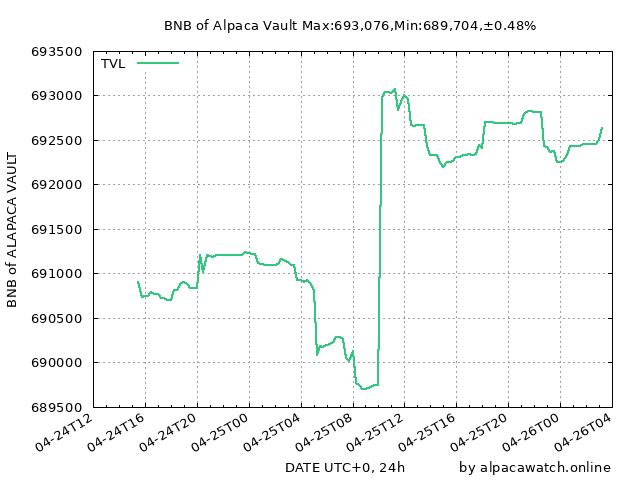 BNB of Alpaca Vault Max:693,076,Min:689,704,±0.48%
TVL
BNB of ALAPACA VAULT
693500
693000
692500
692000
691500
691000
690500
690000
689500
04-24T12
04-24T16
04-24T20
04-25T00
04-25T04
04-25T08
04-25T12
04-25T16
04-25T20
04-26T00
04-26T04
DATE UTC+0, 24h
by alpacawatch.online